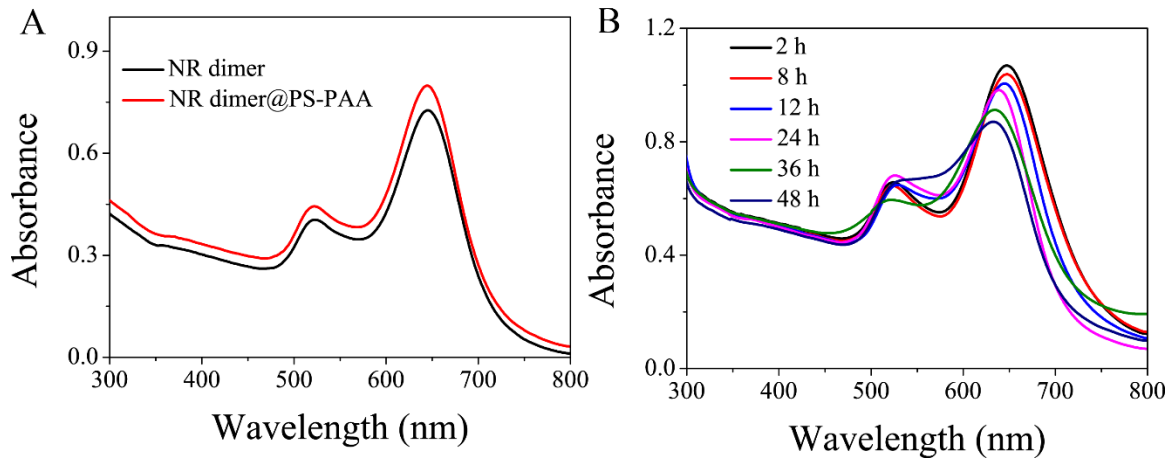 A
NR dimer
NR dimer@PS-PAA
Absorbance
0.9
0.6
0.3
0.0
300 400 500 600 700 800
Wavelength (nm)
B
2 h
8 h
12 h
24 h
36 h
48 h
Absorbance
1.2
0.8
0.4
0.0
300 400 500 600 700 800
Wavelength (nm)